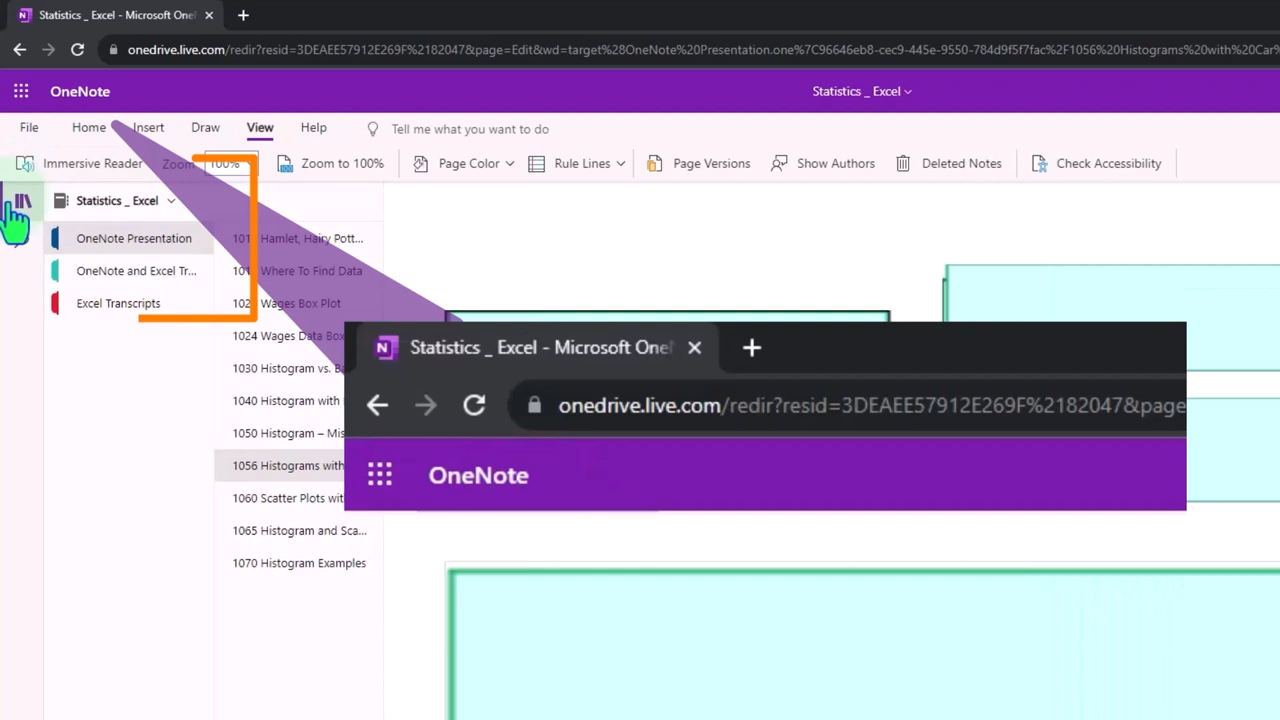 Statistics _ Excel - Microsoft One
onedrive.live.com/redir?resid=3DEAEE57912E269F%2182047&page=Edit&wd=target%28OneNote%20Presentation.one%7C96646eb8-cec9-445e-9550-784d9f5f7fac%2F1056%20Histograms%20with%20Car%
OneNote
Statistics _ Excel
File Home Insert Draw View Help Tell me what you want to do
Immersive Reader Zoom 100% Zoom to 100% Page Color Rule Lines Page Versions Show Authors Deleted Notes Check Accessibility
Statistics _ Excel
OneNote Presentation
OneNote and Excel Tr...
Excel Transcripts
Hamlet, Hairy Pott...
Where To Find Data
Wages Box Plot
1024 Wages Data Box
1030 Histogram vs.
1040 Histogram with
1050 Histogram –
1056 Histograms with
1060 Scatter Plots
1065 Histogram and Sca...
1070 Histogram Examples
Statistics _ Excel - Microsoft One
onedrive.live.com/redir?resid=3DEAEE57912E269F%2182047&page
OneNote